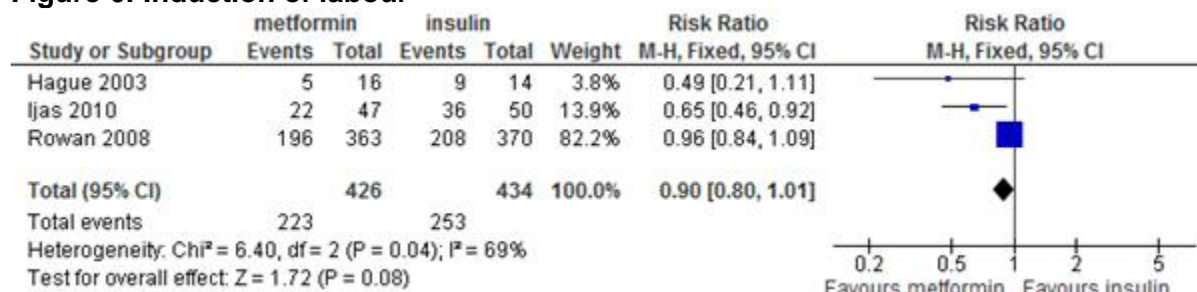 Figure 6: Induction of labour
metformin insulin Risk Ratio Risk Ratio
Study or Subgroup Events Total Events Total Weight M-H, Fixed, 95% CI M-H, Fixed, 95% CI
Hague 2003 5 16 9 14 3.8% 0.49 [0.21, 1.11]
Ijas 2010 22 47 36 50 13.9% 0.65 [0.46, 0.92]
Rowan 2008 196 363 208 370 82.2% 0.96 [0.84, 1.09]
Total (95% CI) 426 434 100.0% 0.90 [0.80, 1.01]
Total events 223 253
Heterogeneity: Chi² = 6.40, df = 2 (P = 0.04); I² = 69%
Test for overall effect: Z = 1.72 (P = 0.08)
0.2 0.5 1 2 5
Favours metformin Favours insulin